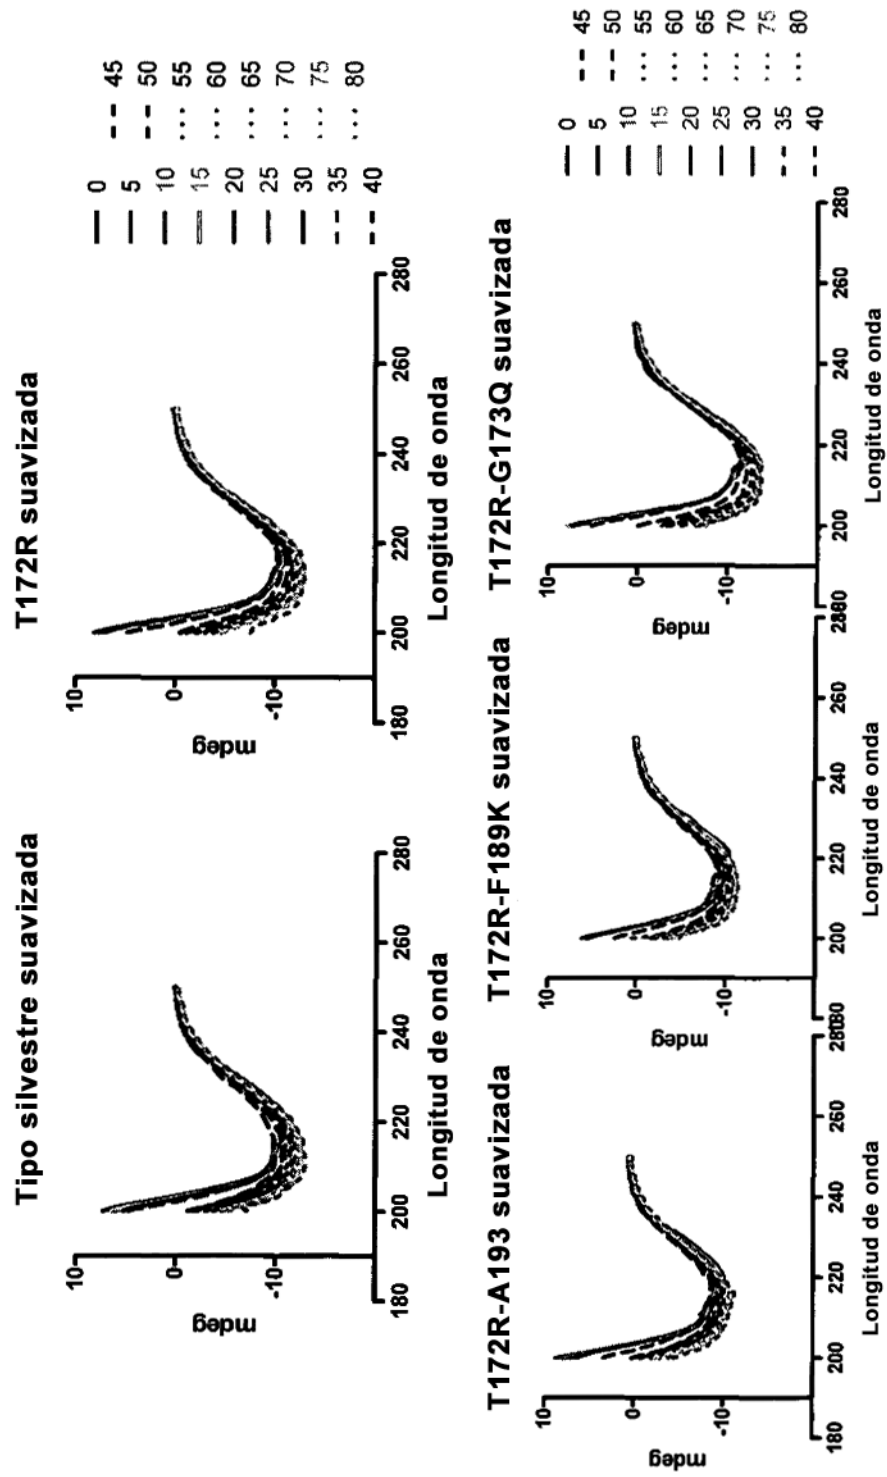 Tipo silvestre suavizada
10
0
-10
mdeg
180 200 220 240 260 280
Longitud de onda
T172R suavizada
10
0
-10
mdeg
180 200 220 240 260 280
Longitud de onda
0
5
10
15
20
25
30
35
40
45
50
55
60
65
70
75
80
T172R-A193 suavizada
10
0
-10
mdeg
180 200 220 240 260
Longitud de onda
T172R-F189K suavizada
10
0
-10
mdeg
200 220 240 260
Longitud de onda
T172R-G173Q suavizada
10
0
-10
mdeg
200 220 240 260 280
Longitud de onda
0
5
10
15
20
25
30
35
40
45
50
55
60
65
70
75
80